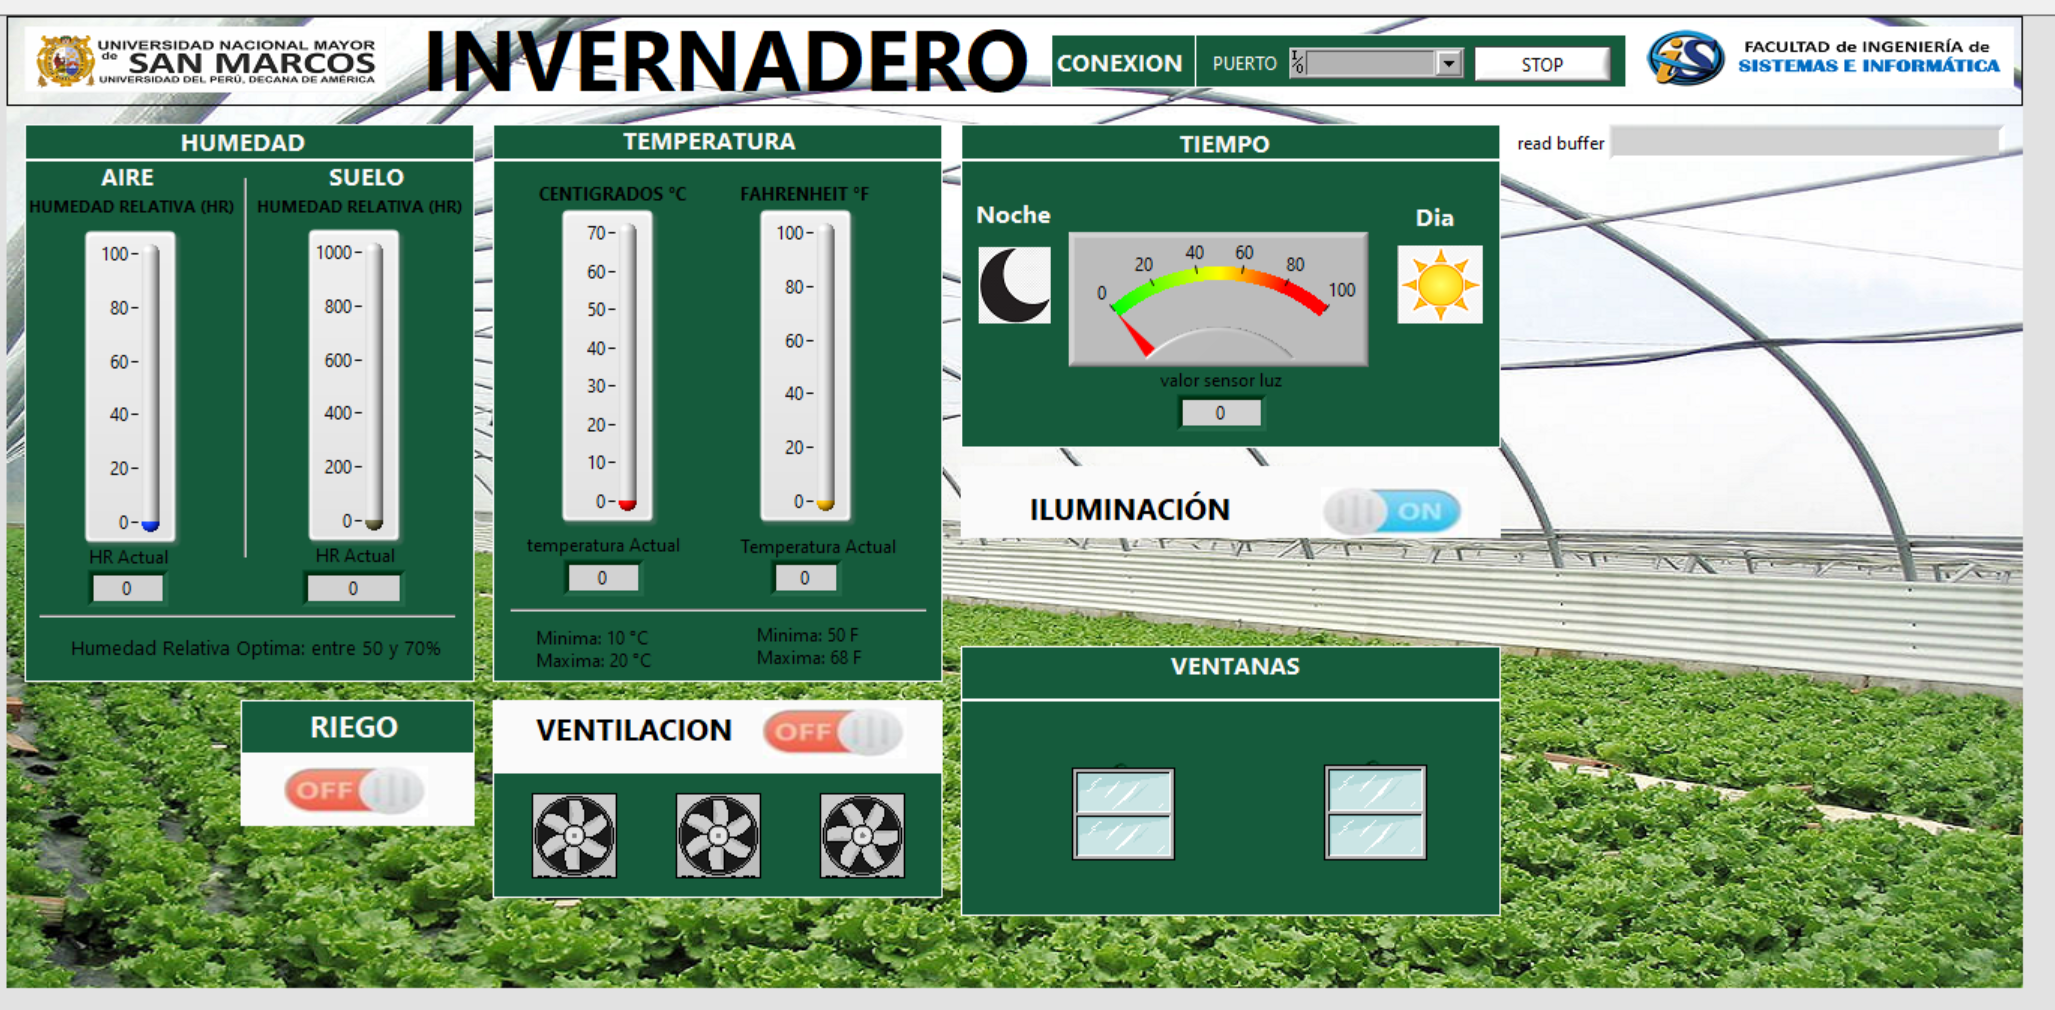 UNIVERSIDAD NACIONAL MAYOR
de SAN MARCOS
UNIVERSIDAD DEL PERÚ, DECANA DE AMÉRICA
INVERNADERO
CONEXION
PUERTO
I/O
STOP
FACULTAD de INGENIERÍA de
SISTEMAS E INFORMÁTICA
HUMEDAD
AIRE
HUMEDAD RELATIVA (HR)
100
80
60
40
20
0
HR Actual
0
SUELO
HUMEDAD RELATIVA (HR)
1000
800
600
400
200
0
HR Actual
0
Humedad Relativa Optima: entre 50 y 70%
RIEGO
OFF
TEMPERATURA
CENTIGRADOS °C
70
60
50
40
30
20
10
0
temperatura Actual
0
Minima: 10 °C
Maxima: 20 °C
FAHRENHEIT °F
100
80
60
40
20
0
Temperatura Actual
0
Minima: 50 F
Maxima: 68 F
VENTILACION
OFF
TIEMPO
Noche
0
20
40
60
80
100
Dia
valor sensor luz
0
ILUMINACIÓN
ON
VENTANAS
read buffer